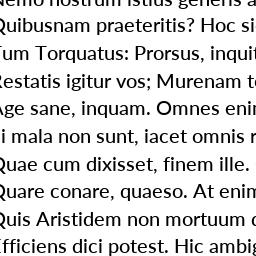 Nemo nostrum istius generis a
Quibusnam praeteritis? Hoc si
Tum Torquatus: Prorsus, inquit
Restatis igitur vos; Murenam te
Age sane, inquam. Omnes eni
i mala non sunt, iacet omnis r
Quae cum dixisset, finem ille.
Quare conare, quaeso. At enim
Quis Aristidem non mortuum d
Efficiens dici potest. Hic ambig